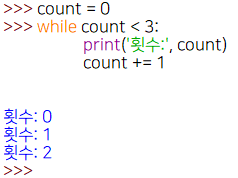 >>> count = 0
>>> while count < 3:
        print('횟수:', count)
        count += 1
횟수: 0
횟수: 1
횟수: 2
>>>